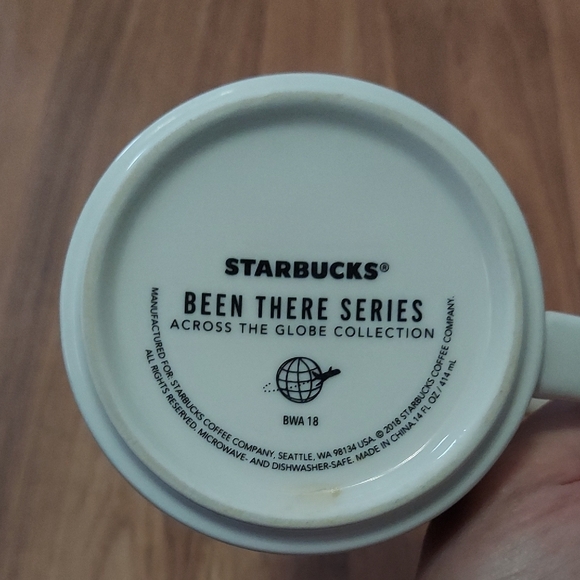 STARBUCKS®
BEEN THERE SERIES
ACROSS THE GLOBE COLLECTION
BWA 18
MANUFACTURED FOR: STARBUCKS COFFEE COMPANY, SEATTLE, WA 98134 USA. © 2018 STARBUCKS COFFEE COMPANY.
ALL RIGHTS RESERVED. MICROWAVE- AND DISHWASHER-SAFE. MADE IN CHINA.14 FL OZ / 414 mL